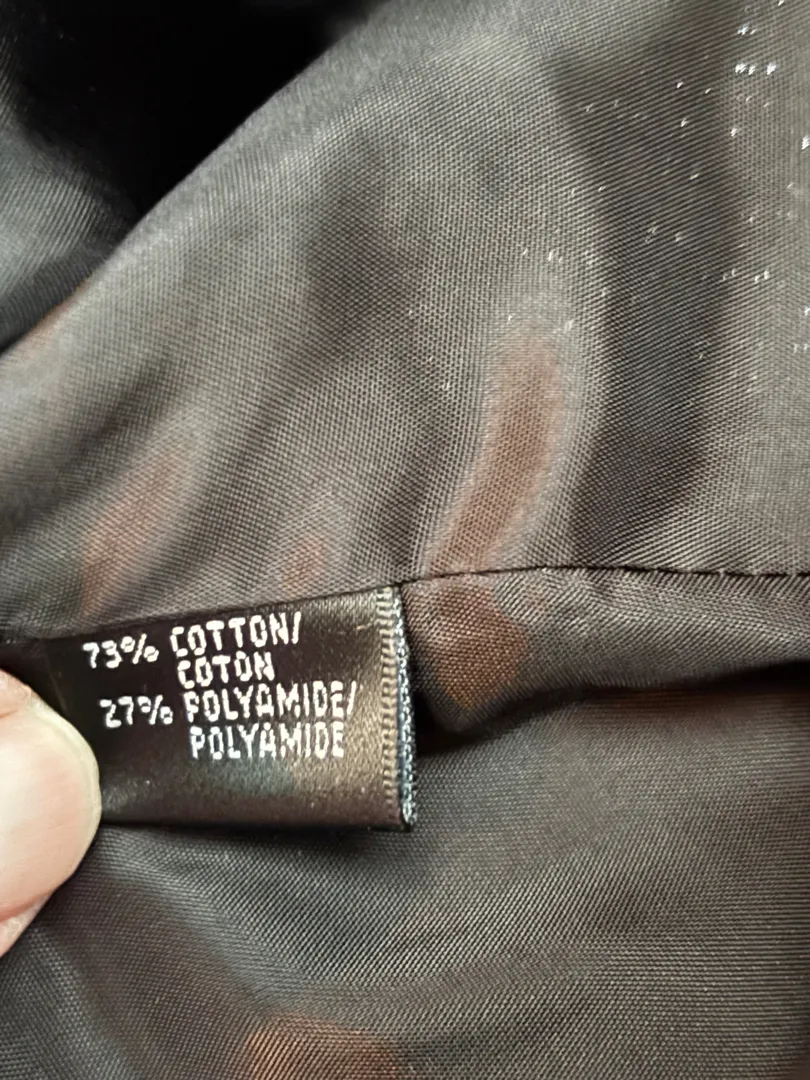 73% COTTON/
COTON
27% POLYAMIDE/
POLYAMIDE